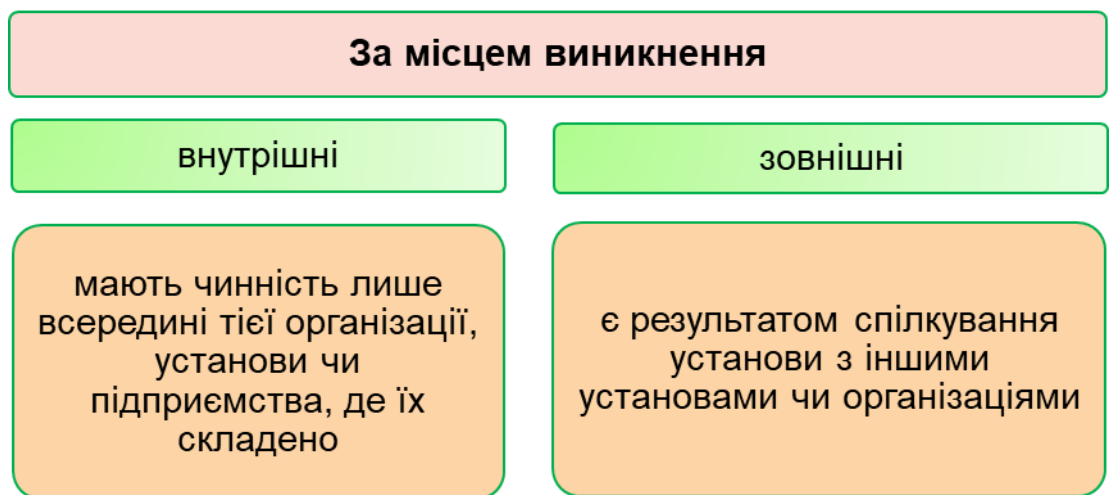 За місцем виникнення
внутрішні
зовнішні
мають чинність лише
всередині тієї організації,
установи чи
підприємства, де їх
складено
є результатом спілкування
установи з іншими
установами чи організаціями